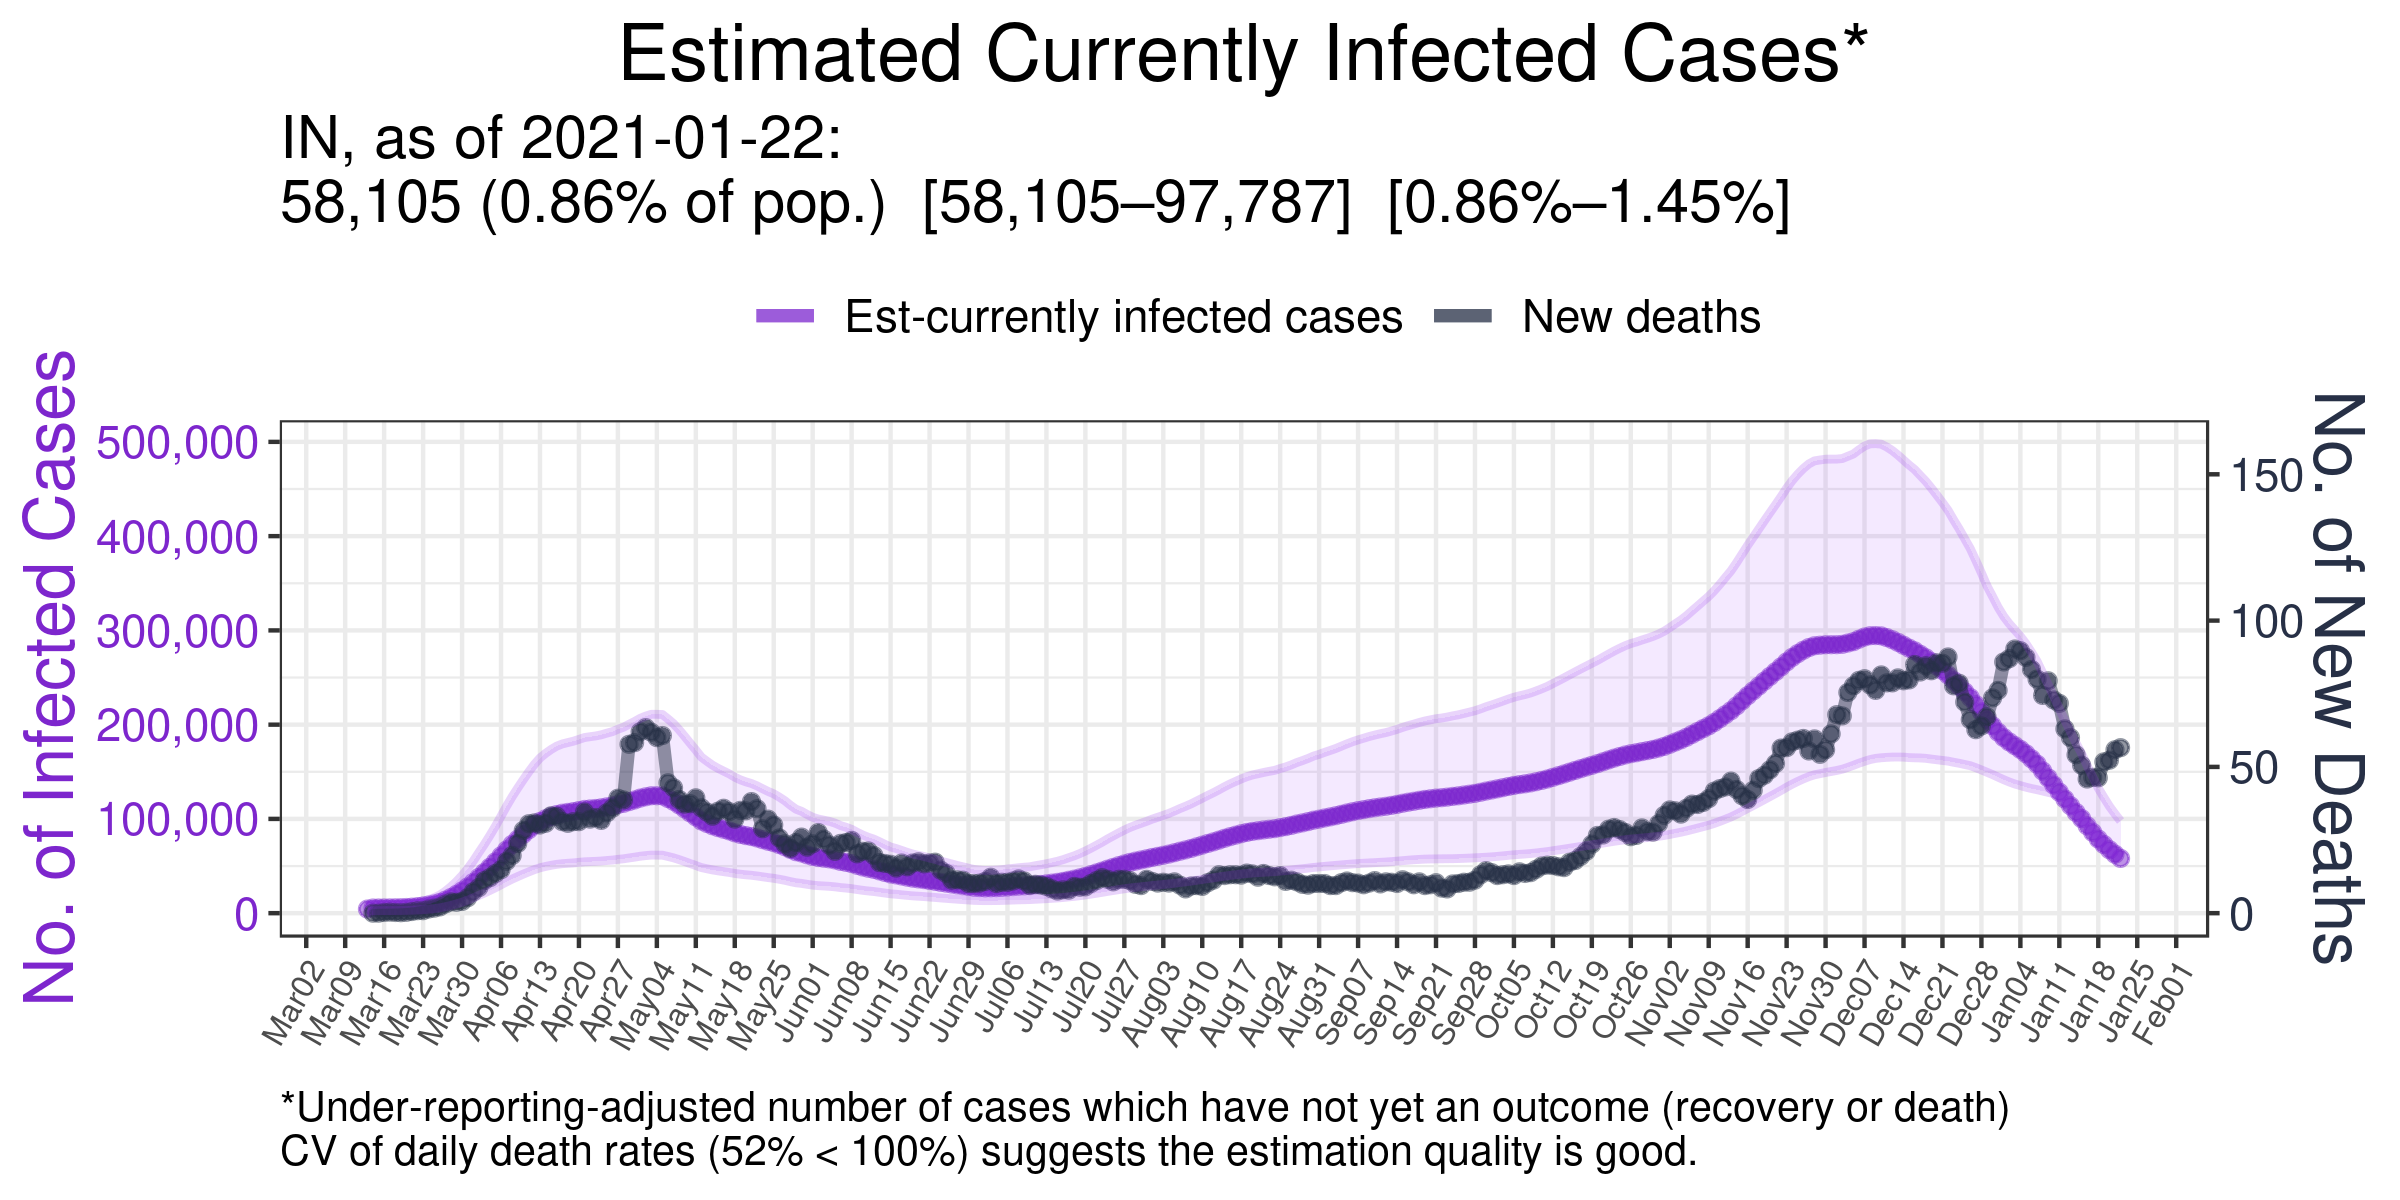 Estimated Currently Infected Cases*
IN, as of 2021-01-22:
58,105 (0.86% of pop.)  [58,105–97,787]  [0.86%–1.45%]
Est-currently infected cases
New deaths
No. of Infected Cases
500,000
400,000
300,000
200,000
100,000
0
150
100
50
0
No. of New Deaths
Mar02
Mar09
Mar16
Mar23
Mar30
Apr06
Apr13
Apr20
Apr27
May04
May11
May18
May25
Jun01
Jun08
Jun15
Jun22
Jun29
Jul06
Jul13
Jul20
Jul27
Aug03
Aug10
Aug17
Aug24
Aug31
Sep07
Sep14
Sep21
Sep28
Oct05
Oct12
Oct19
Oct26
Nov02
Nov09
Nov16
Nov23
Nov30
Dec07
Dec14
Dec21
Dec28
Jan04
Jan11
Jan18
Jan25
Feb01
*Under-reporting-adjusted number of cases which have not yet an outcome (recovery or death)
CV of daily death rates (52% < 100%) suggests the estimation quality is good.